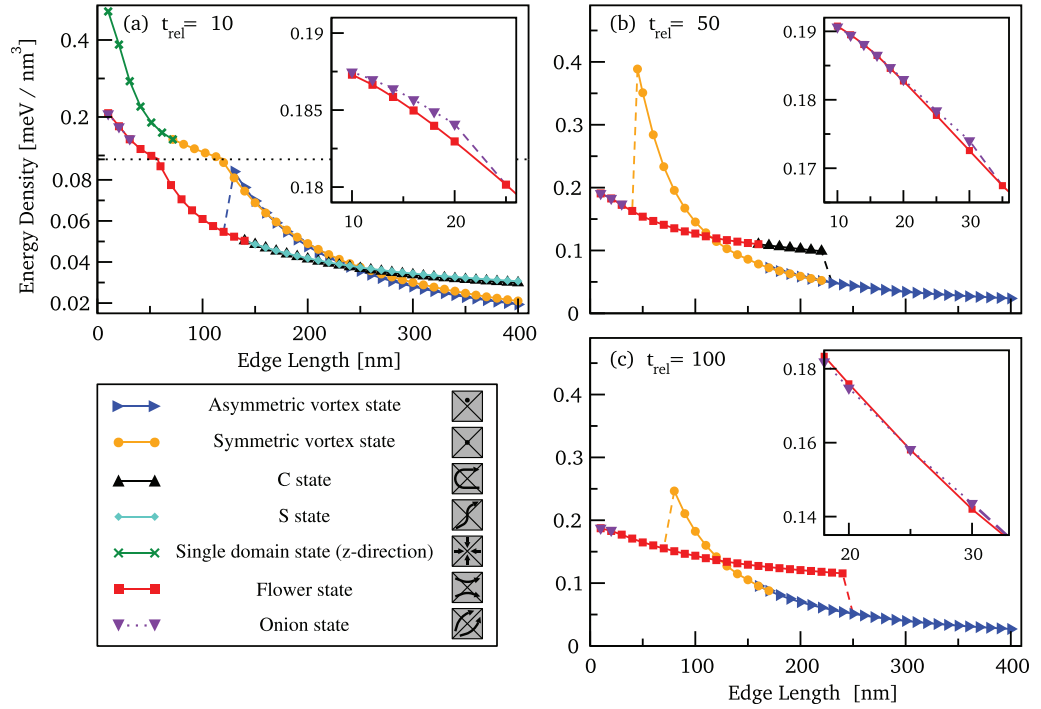 (a) t_rel= 10
0.4
0.2
0.08
0.06
0.04
0.02
Energy Density [meV / nm³]
0 100 200 300 400
Edge Length [nm]
0.19
0.185
0.18
10 20
(b) t_rel= 50
0.4
0.3
0.2
0.1
0
0.19
0.18
0.17
10 20 30
(c) t_rel= 100
0.4
0.3
0.2
0.1
0
0 100 200 300 400
Edge Length [nm]
0.18
0.16
0.14
20 30
Asymmetric vortex state
Symmetric vortex state
C state
S state
Single domain state (z-direction)
Flower state
Onion state